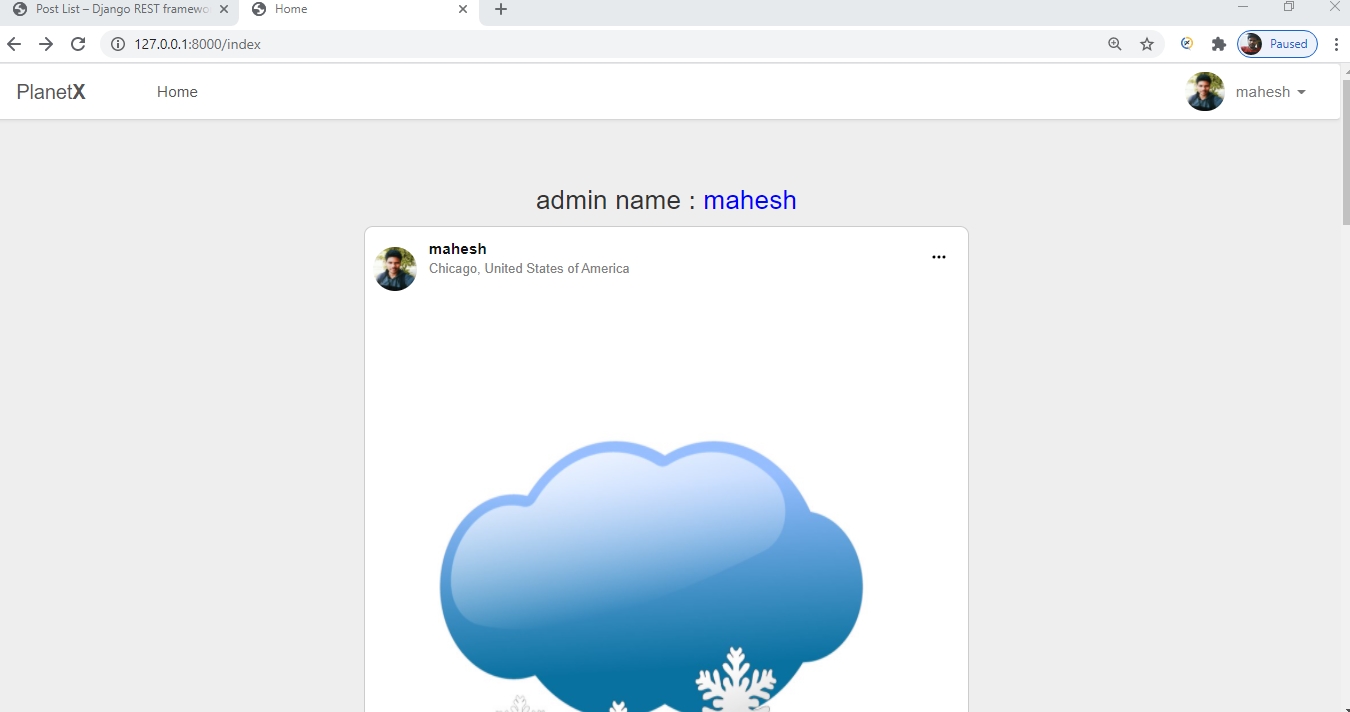 Post List – Django REST framewo
Home
127.0.0.1:8000/index
Paused
PlanetX
Home
mahesh
admin name : mahesh
mahesh
Chicago, United States of America